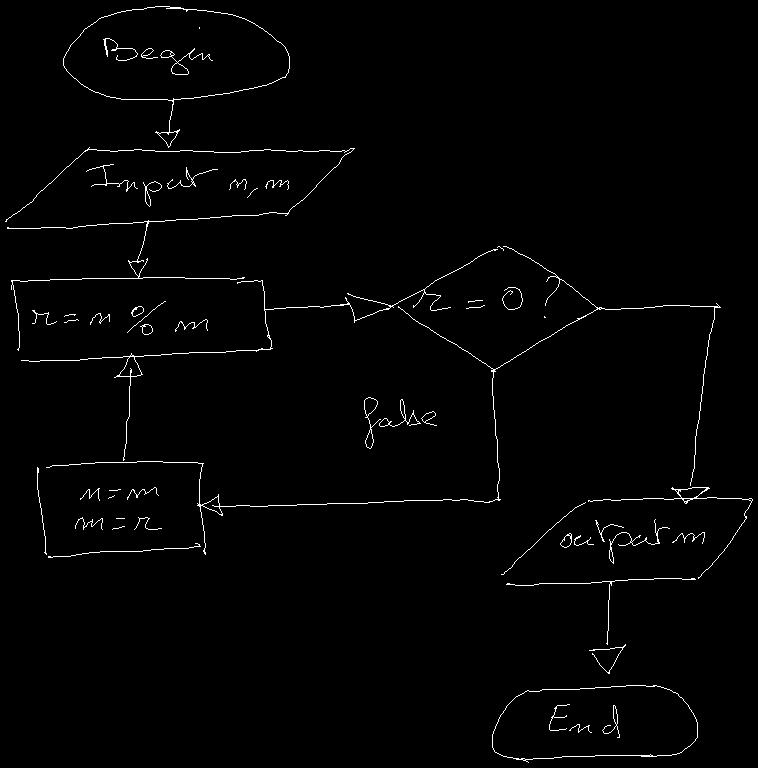 Begin
Input n, m
r = n % m
r = 0 ?
false
n = m
m = r
output m
End